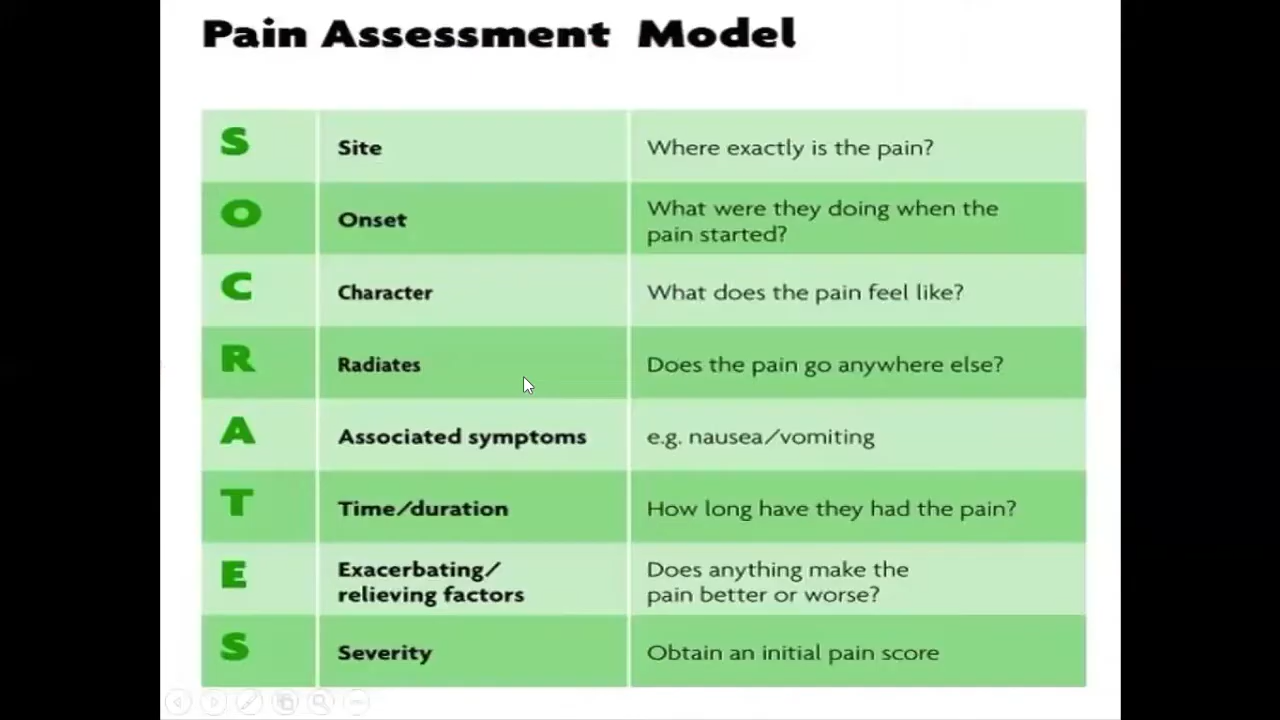 Pain Assessment Model
S Site Where exactly is the pain?
O Onset What were they doing when the
pain started?
C Character What does the pain feel like?
R Radiates Does the pain go anywhere else?
A Associated symptoms e.g. nausea/vomiting
T Time/duration How long have they had the pain?
E Exacerbating/
relieving factors Does anything make the
pain better or worse?
S Severity Obtain an initial pain score